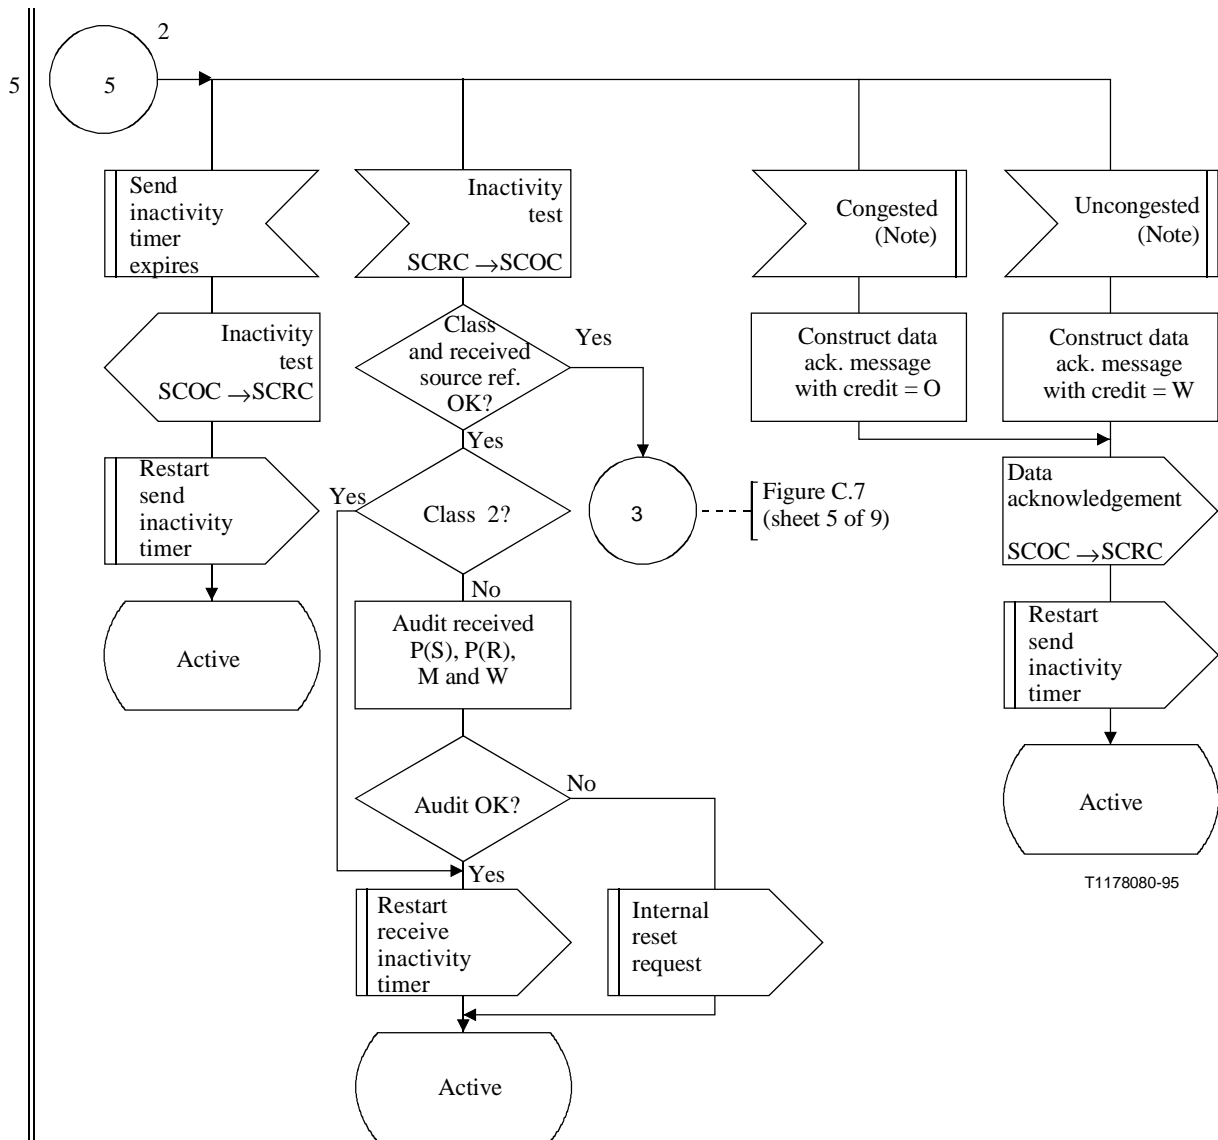 2
5
5
Send
inactivity
timer
expires
Inactivity
test
SCRC → SCOC
Congested
(Note)
Uncongested
(Note)
Inactivity
test
SCOC → SCRC
Class
and received
source ref.
OK?
Yes
Construct data
ack. message
with credit = O
Construct data
ack. message
with credit = W
Yes
Restart
send
inactivity
timer
Yes
Class 2?
3
Figure C.7
(sheet 5 of 9)
Data
acknowledgement
SCOC → SCRC
No
Active
Audit received
P(S), P(R),
M and W
Restart
send
inactivity
timer
Audit OK?
No
Active
Yes
T1178080-95
Restart
receive
inactivity
timer
Internal
reset
request
Active